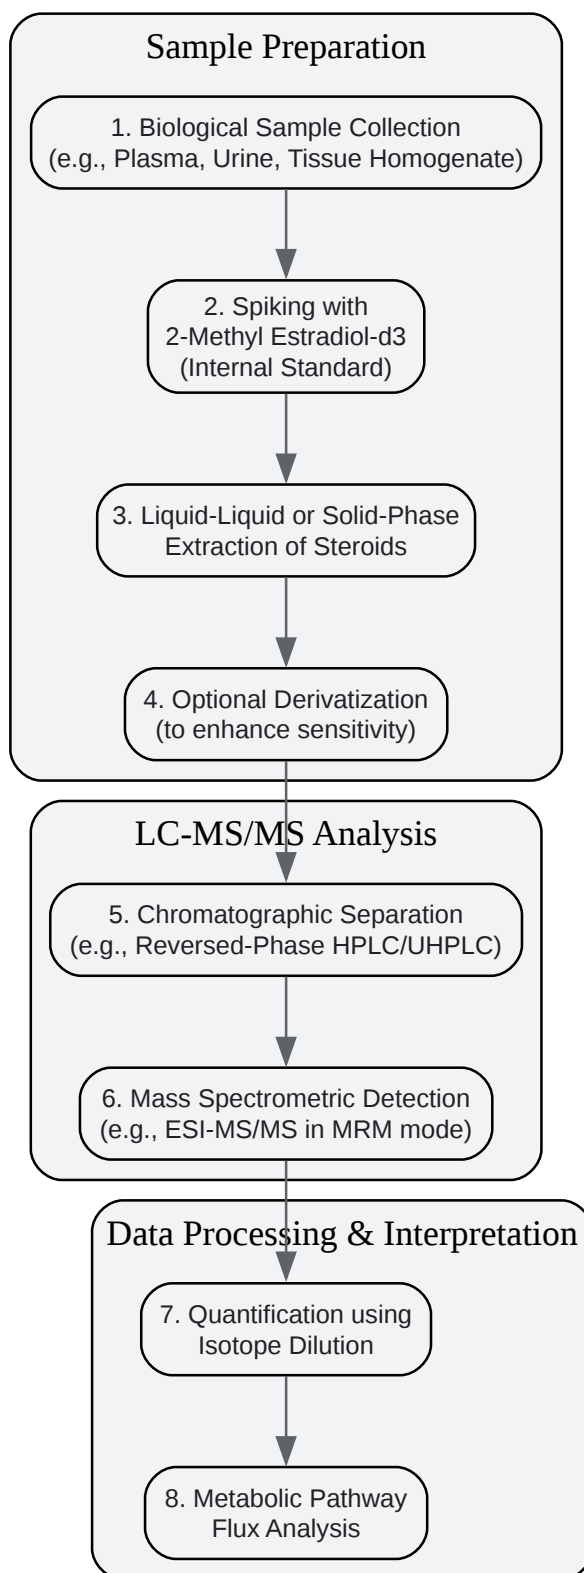 Sample Preparation
1. Biological Sample Collection
(e.g., Plasma, Urine, Tissue Homogenate)
2. Spiking with
2-Methyl Estradiol-d3
(Internal Standard)
3. Liquid-Liquid or Solid-Phase
Extraction of Steroids
4. Optional Derivatization
(to enhance sensitivity)
LC-MS/MS Analysis
5. Chromatographic Separation
(e.g., Reversed-Phase HPLC/UHPLC)
6. Mass Spectrometric Detection
(e.g., ESI-MS/MS in MRM mode)
Data Processing & Interpretation
7. Quantification using
Isotope Dilution
8. Metabolic Pathway
Flux Analysis